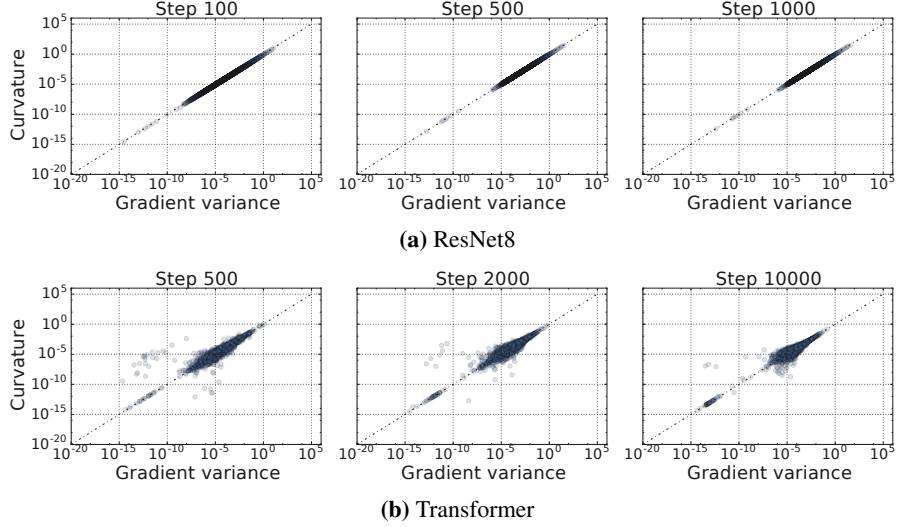 Step 100 Step 500 Step 1000
Curvature
10^5
10^0
10^-5
10^-10
10^-15
10^-20
10^-20 10^-15 10^-10 10^-5 10^0 10^5 10^-20 10^-15 10^-10 10^-5 10^0 10^5 10^-20 10^-15 10^-10 10^-5 10^0 10^5
Gradient variance Gradient variance Gradient variance
(a) ResNet8
Step 500 Step 2000 Step 10000
Curvature
10^5
10^0
10^-5
10^-10
10^-15
10^-20
10^-20 10^-15 10^-10 10^-5 10^0 10^5 10^-20 10^-15 10^-10 10^-5 10^0 10^5 10^-20 10^-15 10^-10 10^-5 10^0 10^5
Gradient variance Gradient variance Gradient variance
(b) Transformer